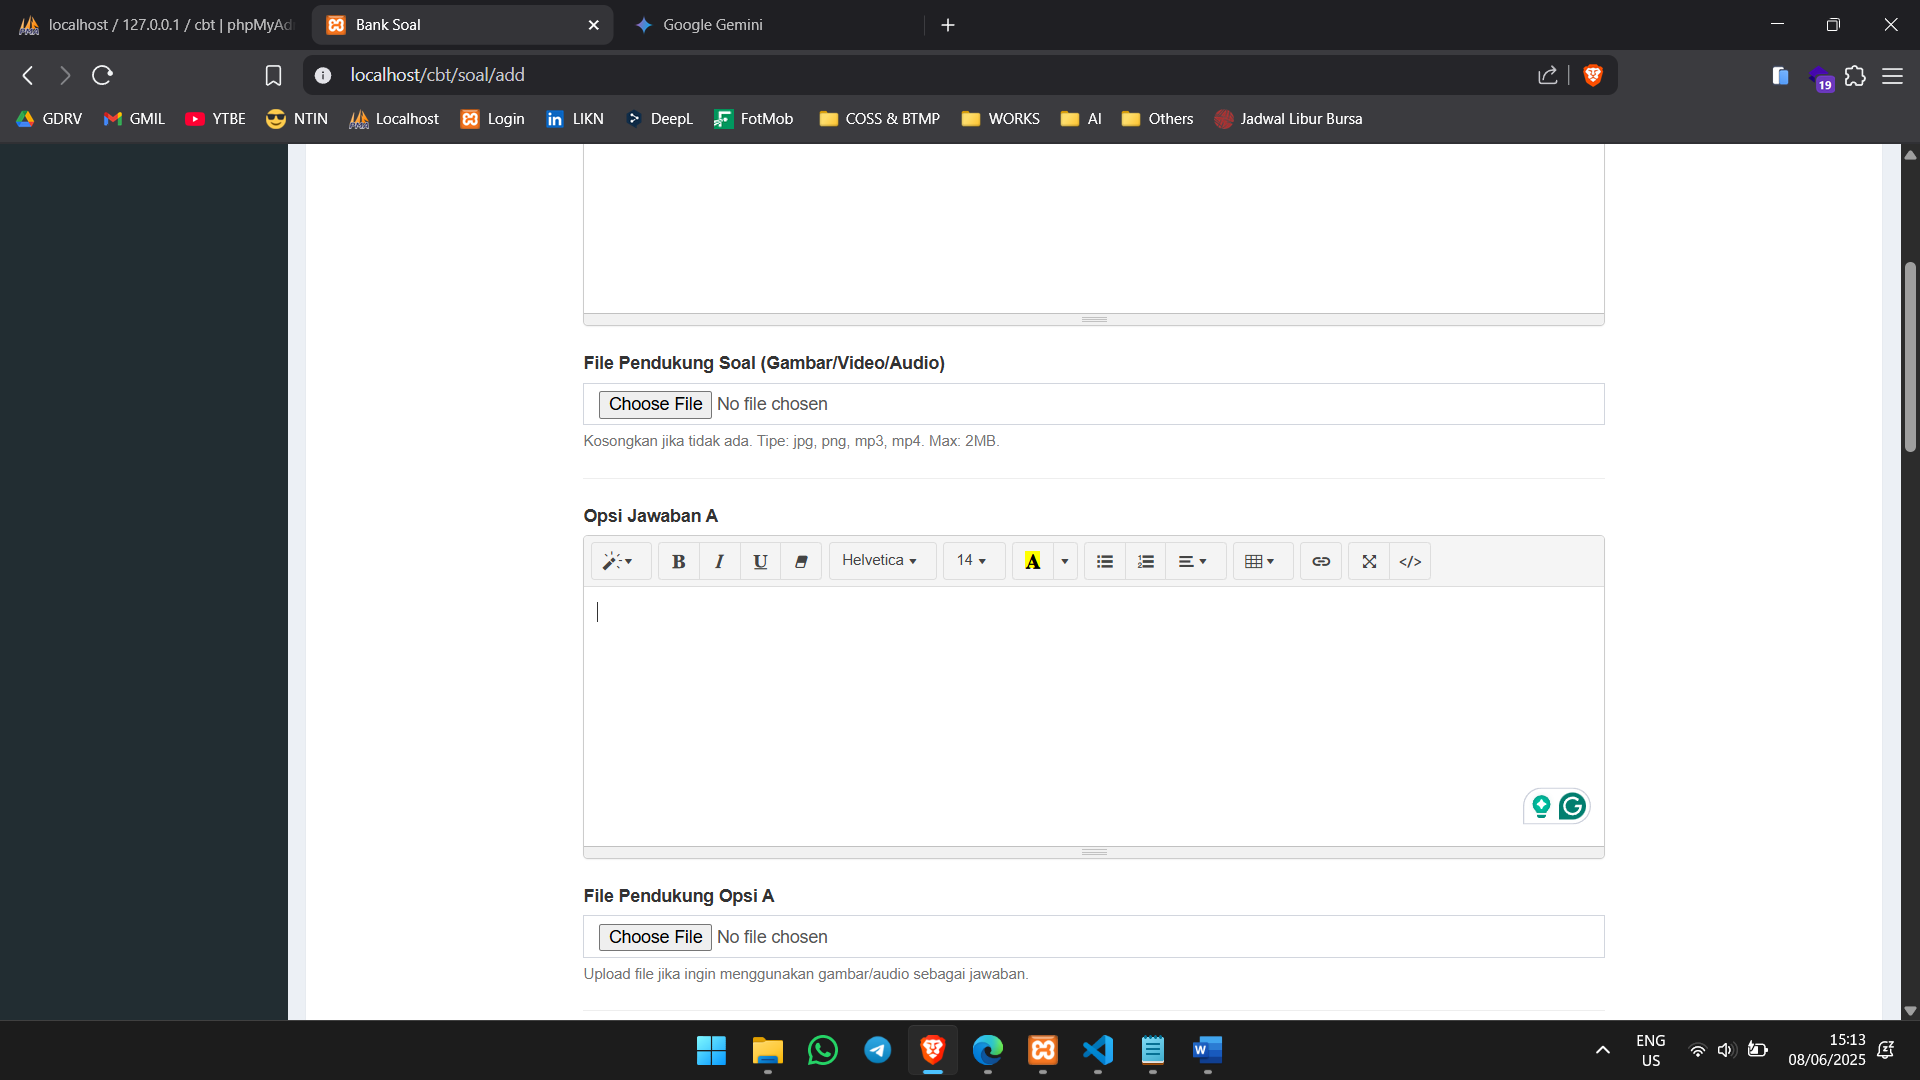 localhost / 127.0.0.1 / cbt | phpMyAd
Bank Soal
Google Gemini
localhost/cbt/soal/add
19
GDRV
GMIL
YTBE
NTIN
Localhost
Login
LIKN
DeepL
FotMob
COSS & BTMP
WORKS
AI
Others
Jadwal Libur Bursa
File Pendukung Soal (Gambar/Video/Audio)
Choose File No file chosen
Kosongkan jika tidak ada. Tipe: jpg, png, mp3, mp4. Max: 2MB.
Opsi Jawaban A
B I U Helvetica 14 A </>
File Pendukung Opsi A
Choose File No file chosen
Upload file jika ingin menggunakan gambar/audio sebagai jawaban.
ENG
US
15:13
08/06/2025